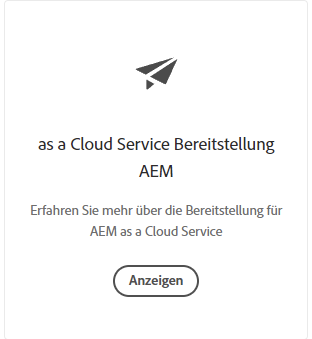 as a Cloud Service Bereitstellung
AEM
Erfahren Sie mehr über die Bereitstellung für
AEM as a Cloud Service
Anzeigen